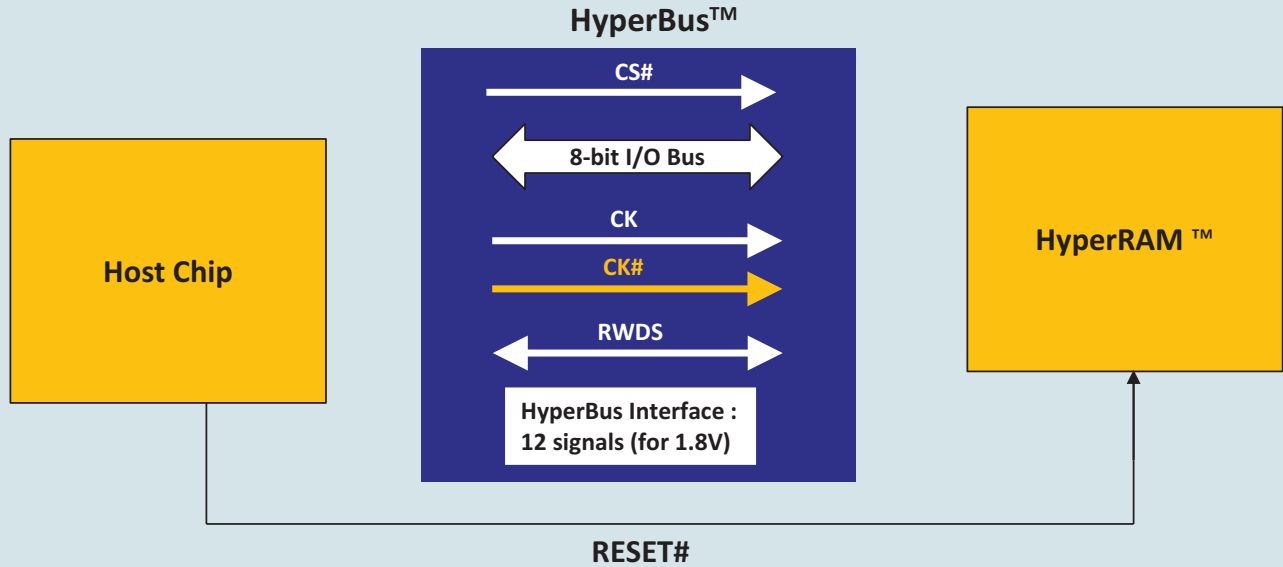 HyperBus™
CS#
8-bit I/O Bus
CK
CK#
RWDS
HyperBus Interface :
12 signals (for 1.8V)
Host Chip
HyperRAM ™
RESET#